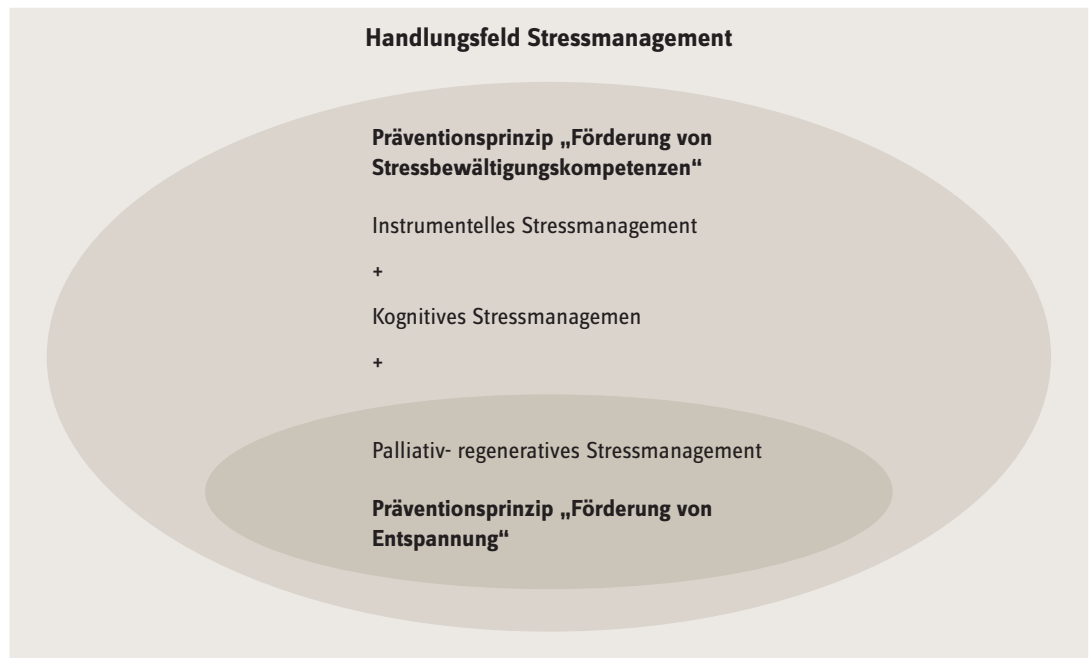 Handlungsfeld Stressmanagement
Präventionsprinzip „Förderung von
Stressbewältigungskompetenzen“
Instrumentelles Stressmanagement
+
Kognitives Stressmanagemen
+
Palliativ- regeneratives Stressmanagement
Präventionsprinzip „Förderung von
Entspannung“